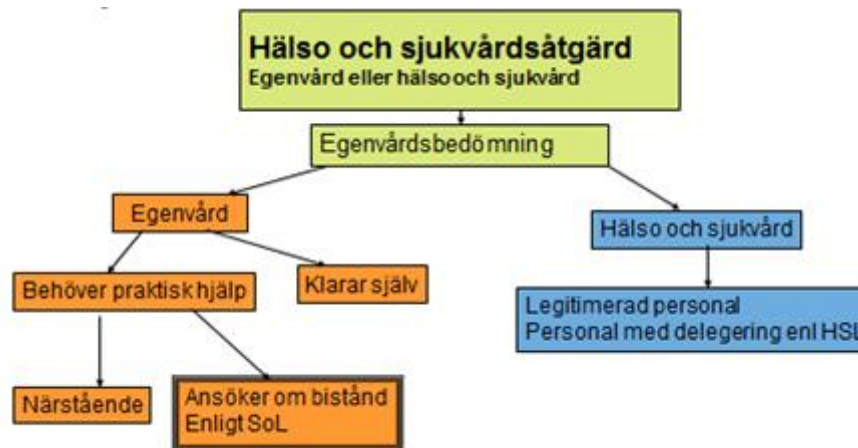 Hälso och sjukvårdsåtgärd
Egenvård eller hälso och sjukvård
Egenvårdsbedömning
Egenvård
Hälso och sjukvård
Behöver praktisk hjälp
Klarar själv
Legitimerad personal
Personal med delegering enl HSL
Närstående
Ansöker om bistånd
Enligt SoL